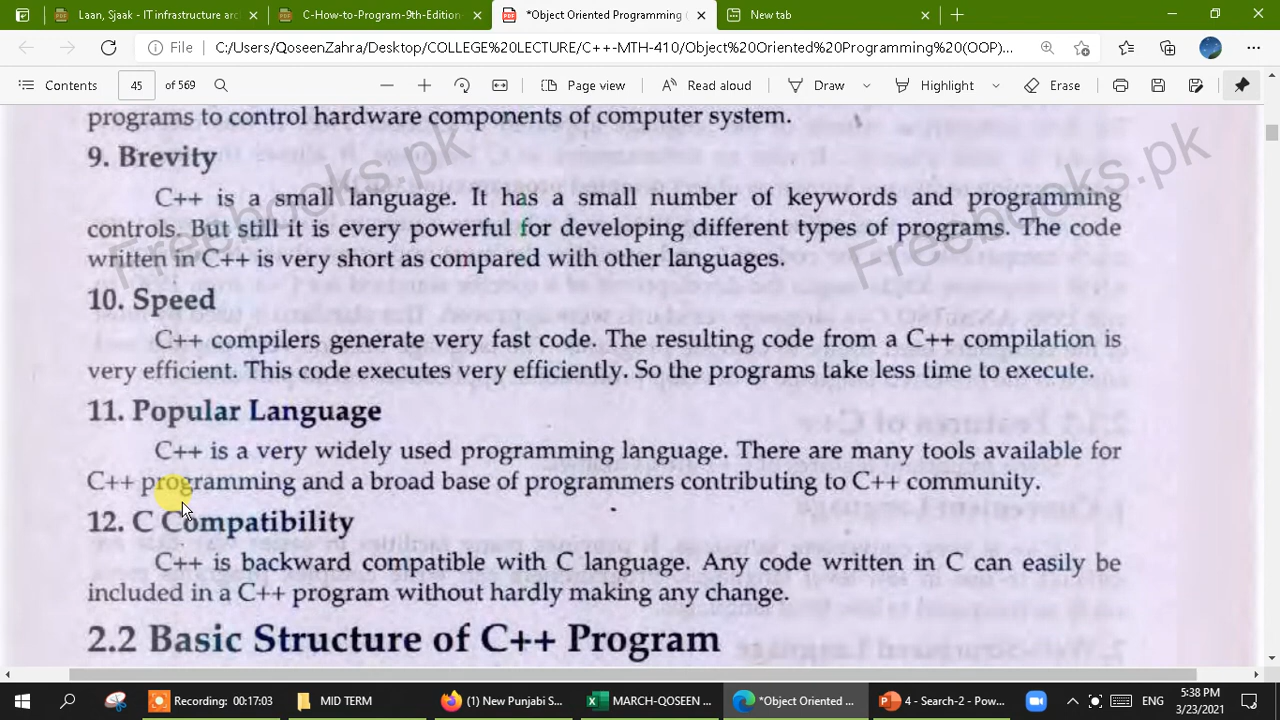 Laan, Sjaak - IT infrastructure arc
C-How-to-Program-9th-Edition-
*Object Oriented Programming (
New tab
File
C:/Users/QoseenZahra/Desktop/COLLEGE%20LECTURE/C++-MTH-410/Object%20Oriented%20Programming%20(OOP)...
Contents
45
of 569
Page view
Read aloud
Draw
Highlight
Erase
programs to control hardware components of computer system.
9. Brevity
C++ is a small language. It has a small number of keywords and programming
controls. But still it is every powerful for developing different types of programs. The code
written in C++ is very short as compared with other languages.
Freebooks.pk
Freebooks.pk
10. Speed
C++ compilers generate very fast code. The resulting code from a C++ compilation is
very efficient. This code executes very efficiently. So the programs take less time to execute.
11. Popular Language
C++ is a very widely used programming language. There are many tools available for
C++ programming and a broad base of programmers contributing to C++ community.
12. C Compatibility
C++ is backward compatible with C language. Any code written in C can easily be
included in a C++ program without hardly making any change.
2.2 Basic Structure of C++ Program
Recording: 00:17:03
MID TERM
(1) New Punjabi S...
MARCH-QOSEEN ...
*Object Oriented ...
4 - Search-2 - Pow...
ENG
5:38 PM
3/23/2021